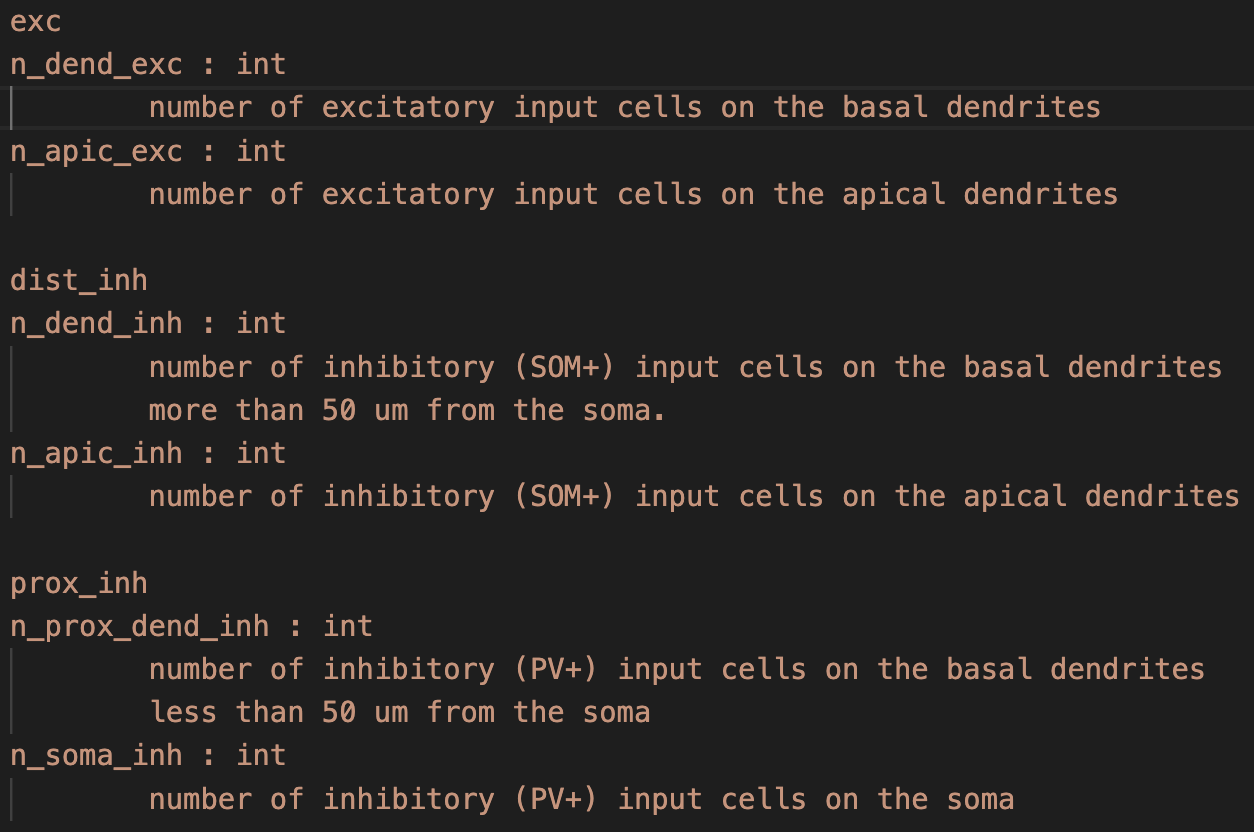 exc
n_dend_exc : int
number of excitatory input cells on the basal dendrites
n_apic_exc : int
number of excitatory input cells on the apical dendrites
dist_inh
n_dend_inh : int
number of inhibitory (SOM+) input cells on the basal dendrites
more than 50 um from the soma.
n_apic_inh : int
number of inhibitory (SOM+) input cells on the apical dendrites
prox_inh
n_prox_dend_inh : int
number of inhibitory (PV+) input cells on the basal dendrites
less than 50 um from the soma
n_soma_inh : int
number of inhibitory (PV+) input cells on the soma